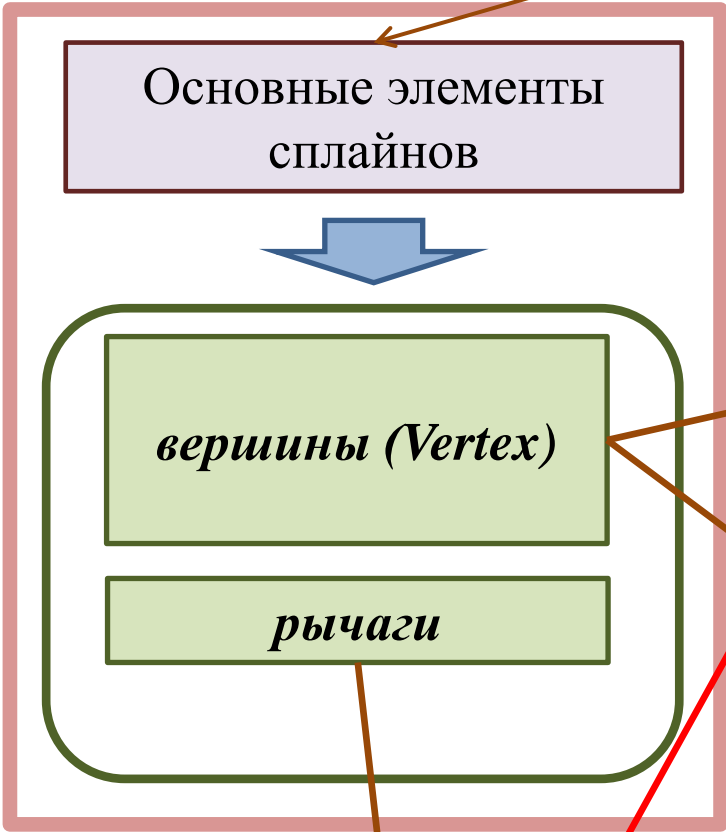 Основные элементы
сплайнов
вершины (Vertex)
рычаги